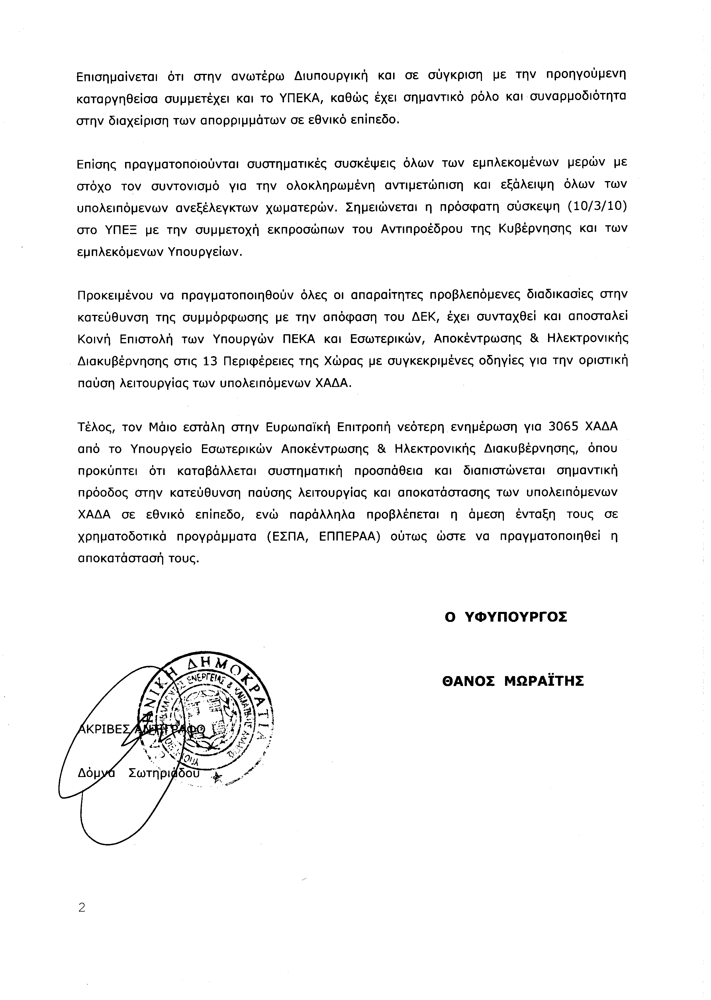 Επισημαίνεται ότι στην ανωτέρω Διυπουργική και σε σύγκριση με την προηγούμενη
καταργηθείσα συμμετέχει και το ΥΠΕΚΑ, καθώς έχει σημαντικό ρόλο και συναρμοδιότητα
στην διαχείριση των απορριμμάτων σε εθνικό επίπεδο.
Επίσης πραγματοποιούνται συστηματικές συσκέψεις όλων των εμπλεκομένων μερών με
στόχο τον συντονισμό για την ολοκληρωμένη αντιμετώπιση και εξάλειψη όλων των
υπολειπόμενων ανεξέλεγκτων χωματερών. Σημειώνεται η πρόσφατη σύσκεψη (10/3/10)
στο ΥΠΕΞ με την συμμετοχή εκπροσώπων του Αντιπροέδρου της Κυβέρνησης και των
εμπλεκόμενων Υπουργείων.
Προκειμένου να πραγματοποιηθούν όλες οι απαραίτητες προβλεπόμενες διαδικασίες στην
κατεύθυνση της συμμόρφωσης με την απόφαση του ΔΕΚ, έχει συνταχθεί και αποσταλεί
Κοινή Επιστολή των Υπουργών ΠΕΚΑ και Εσωτερικών, Αποκέντρωσης & Ηλεκτρονικής
Διακυβέρνησης στις 13 Περιφέρειες της Χώρας με συγκεκριμένες οδηγίες για την οριστική
παύση λειτουργίας των υπολειπόμενων ΧΑΔΑ.
Τέλος, τον Μάιο εστάλη στην Ευρωπαϊκή Επιτροπή νεότερη ενημέρωση για 3065 ΧΑΔΑ
από το Υπουργείο Εσωτερικών Αποκέντρωσης & Ηλεκτρονικής Διακυβέρνησης, όπου
προκύπτει ότι καταβάλλεται συστηματική προσπάθεια και διαπιστώνεται σημαντική
πρόοδος στην κατεύθυνση παύσης λειτουργίας και αποκατάστασης των υπολειπόμενων
ΧΑΔΑ σε εθνικό επίπεδο, ενώ παράλληλα προβλέπεται η άμεση ένταξη τους σε
χρηματοδοτικά προγράμματα (ΕΣΠΑ, ΕΠΠΕΡΑΑ) ούτως ώστε να πραγματοποιηθεί η
αποκατάστασή τους.
Ο ΥΦΥΠΟΥΡΓΟΣ
ΘΑΝΟΣ ΜΩΡΑΪΤΗΣ
ΔΗΜΟΚΡΑΤΙΑ
ΕΝΕΡΓΕΙΑΣ &
ΑΚΡΙΒΕΣ ΑΝΤΙΓΡΑΦΟ
Δόμνα Σωτηριάδου
2